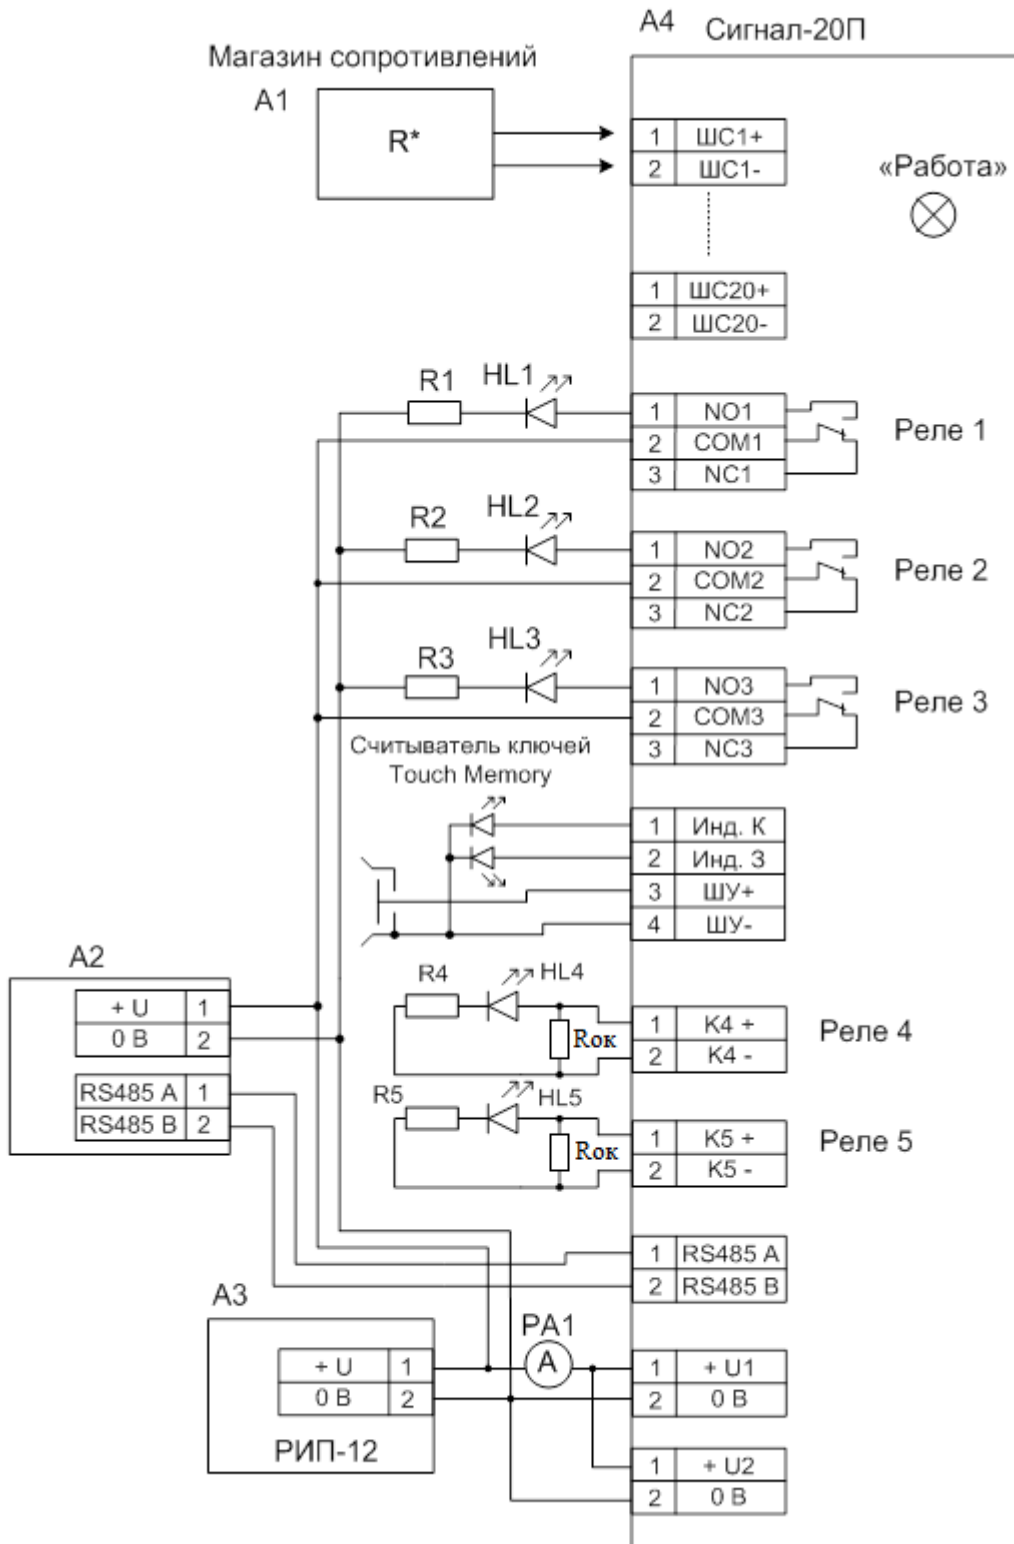 А4 Сигнал-20П
Магазин сопротивлений
А1
R*
1 ШС1+
2 ШС1-
«Работа»
1 ШС20+
2 ШС20-
R1 HL1
1 NO1
2 COM1
3 NC1
Реле 1
R2 HL2
1 NO2
2 COM2
3 NC2
Реле 2
R3 HL3
1 NO3
2 COM3
3 NC3
Реле 3
Считыватель ключей
Touch Memory
1 Инд. К
2 Инд. З
3 ШУ+
4 ШУ-
А2
+ U 1
0 В 2
RS485 A 1
RS485 B 2
R4 HL4
Rок
1 К4 +
2 К4 -
Реле 4
R5 HL5
Rок
1 К5 +
2 К5 -
Реле 5
1 RS485 A
2 RS485 B
А3
+ U 1
0 В 2
РИП-12
РА1
А
1 + U1
2 0 В
1 + U2
2 0 В